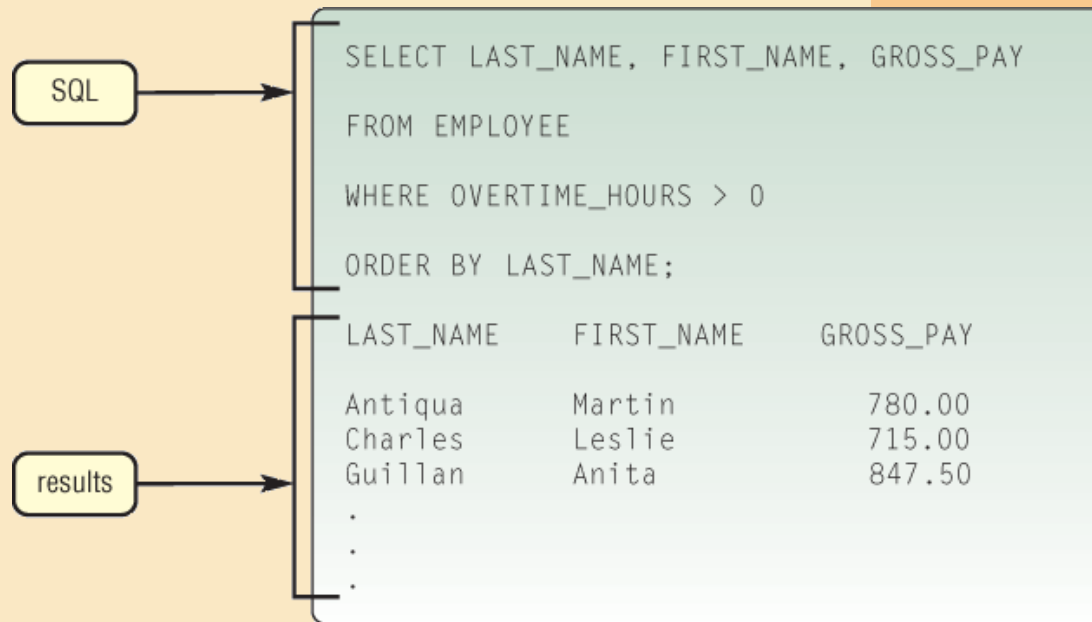 SQL
SELECT LAST_NAME, FIRST_NAME, GROSS_PAY
FROM EMPLOYEE
WHERE OVERTIME_HOURS > 0
ORDER BY LAST_NAME;
results
LAST_NAME FIRST_NAME GROSS_PAY
Antiqua Martin 780.00
Charles Leslie 715.00
Guillan Anita 847.50
.
.
.